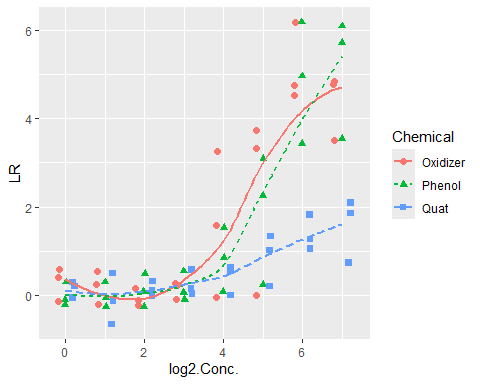 6
4
2
0
LR
0
2
4
6
log2.Conc.
Chemical
Oxidizer
Phenol
Quat